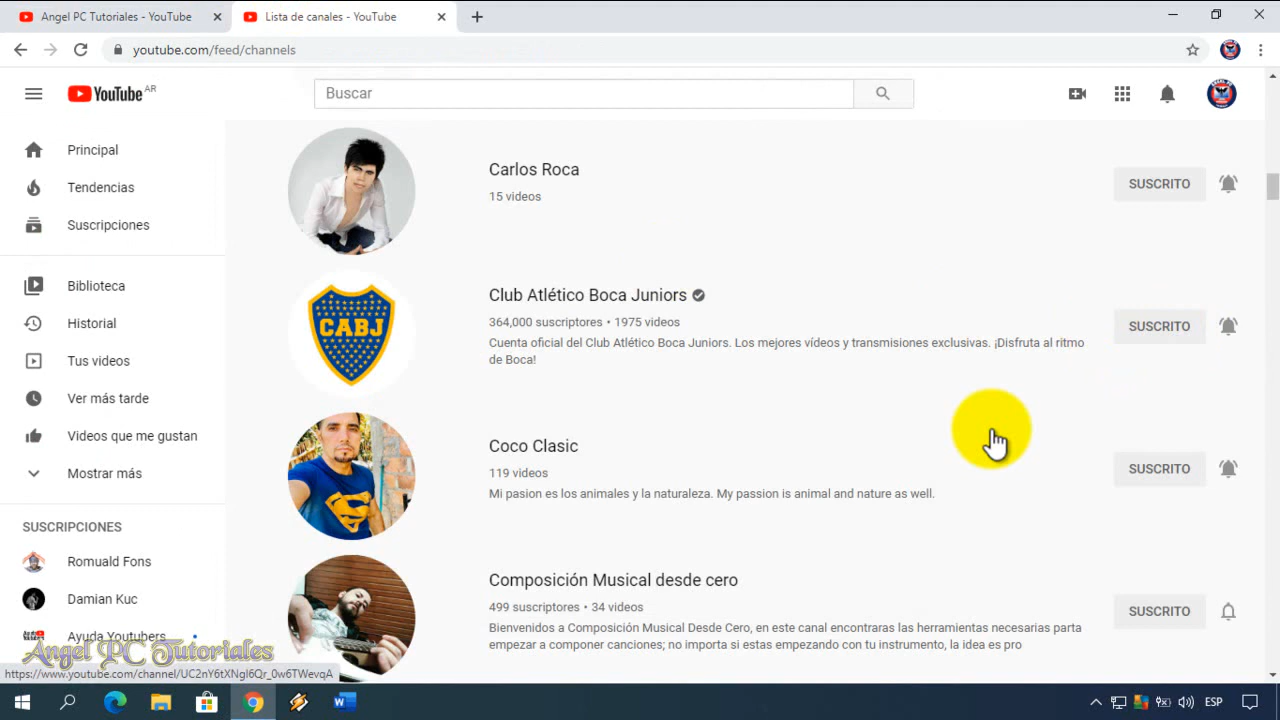 Angel PC Tutoriales - YouTube
Lista de canales - YouTube
youtube.com/feed/channels
YouTube AR
Buscar
Principal
Tendencias
Suscripciones
Biblioteca
Historial
Tus videos
Ver más tarde
Videos que me gustan
Mostrar más
SUSCRIPCIONES
Romuald Fons
Damian Kuc
Ayuda Youtubers
Carlos Roca
15 videos
SUSCRITO
CABJ
Club Atlético Boca Juniors
364,000 suscriptores • 1975 videos
Cuenta oficial del Club Atlético Boca Juniors. Los mejores vídeos y transmisiones exclusivas. ¡Disfruta al ritmo
de Boca!
SUSCRITO
Coco Clasic
119 videos
Mi pasion es los animales y la naturaleza. My passion is animal and nature as well.
SUSCRITO
Composición Musical desde cero
499 suscriptores • 34 videos
Bienvenidos a Composición Musical Desde Cero, en este canal encontraras las herramientas necesarias parta
empezar a componer canciones; no importa si estas empezando con tu instrumento, la idea es pro
SUSCRITO
Angel PC Tutoriales
https://www.youtube.com/channel/UC2nY6tXNgI6Qr_0w6TWevqA
ESP